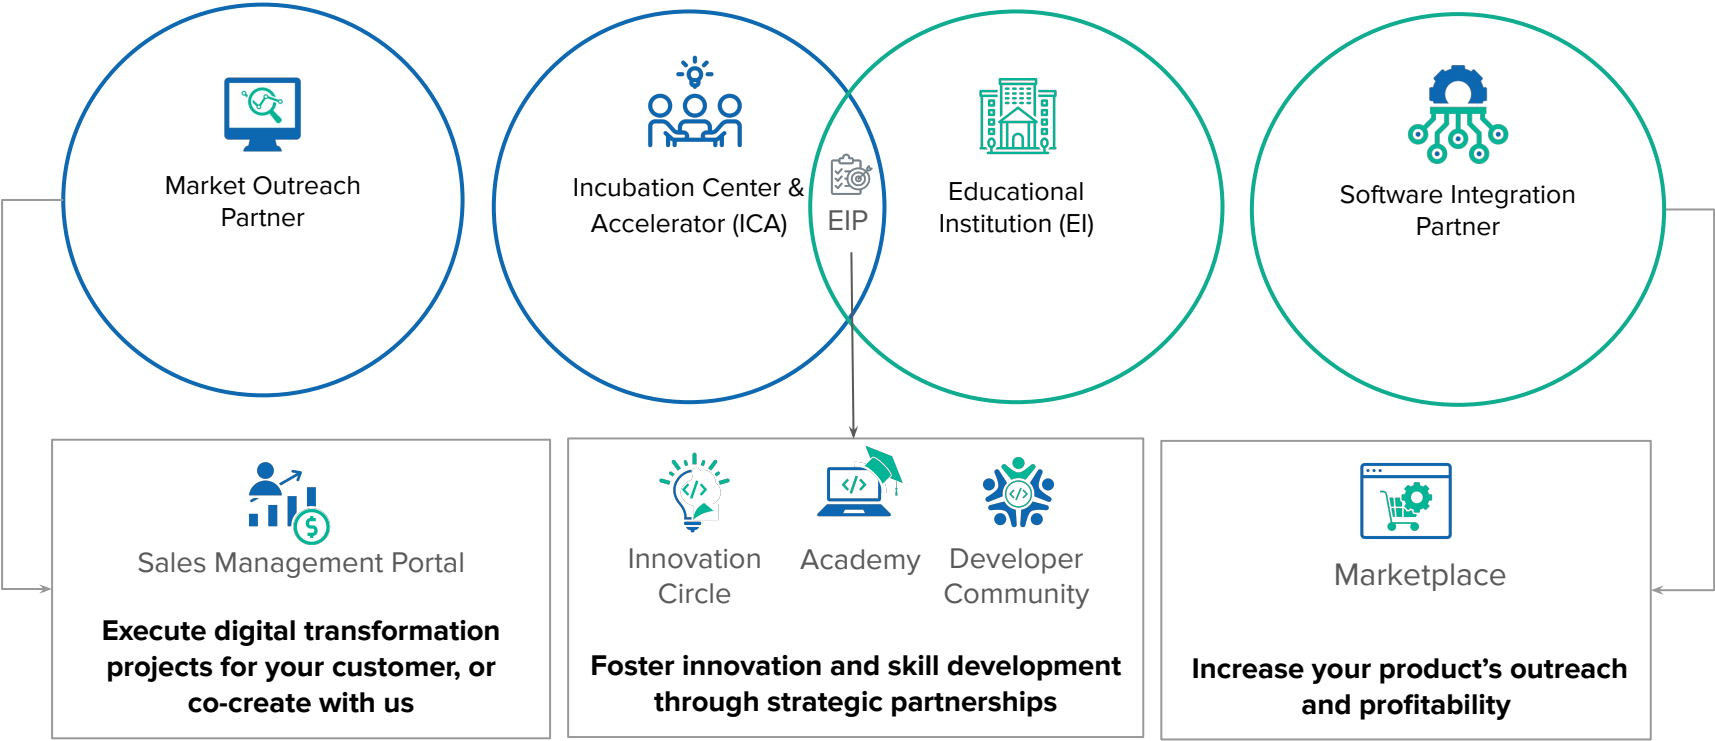 Market Outreach
Partner
Incubation Center &
Accelerator (ICA)
EIP
Educational
Institution (EI)
Software Integration
Partner
Sales Management Portal
Execute digital transformation
projects for your customer, or
co-create with us
Innovation
Circle
Academy
Developer
Community
Foster innovation and skill development
through strategic partnerships
Marketplace
Increase your product’s outreach
and profitability